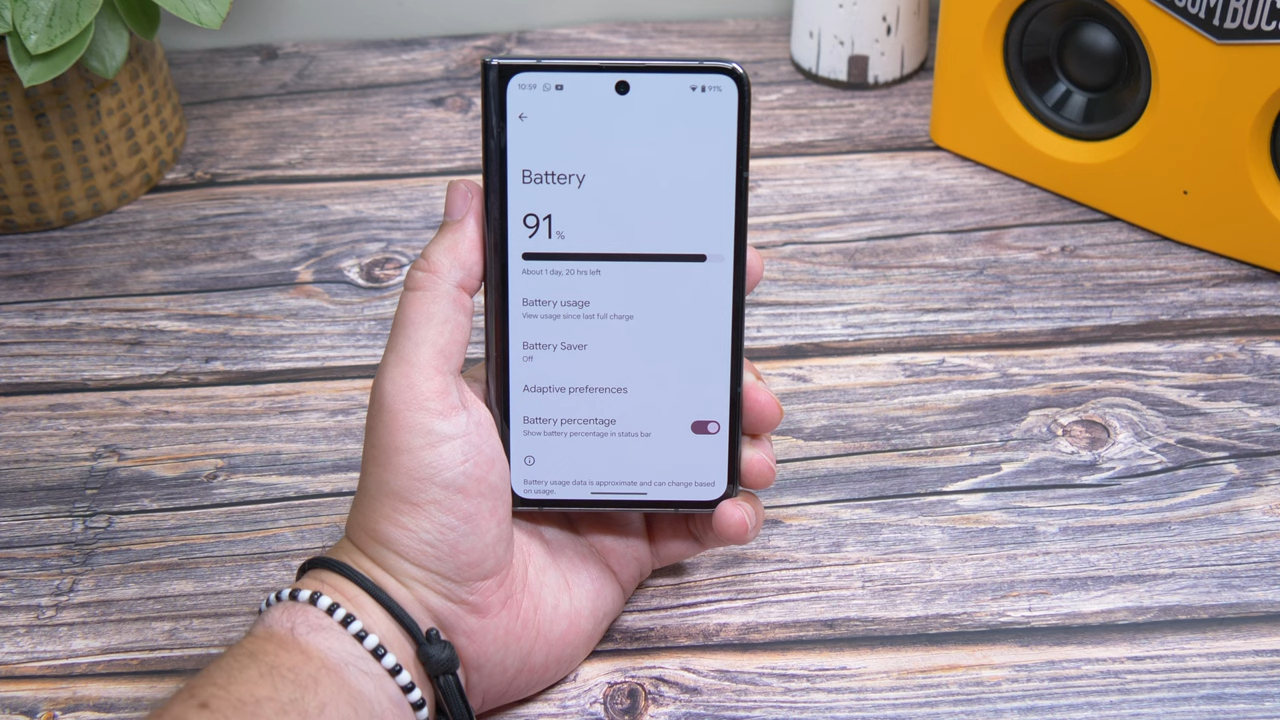 10:59 91%
Battery
91%
About 1 day, 20 hrs left
Battery usage
View usage since last full charge
Battery Saver
Off
Adaptive preferences
Battery percentage
Show battery percentage in status bar
Battery usage data is approximate and can change based
on usage.